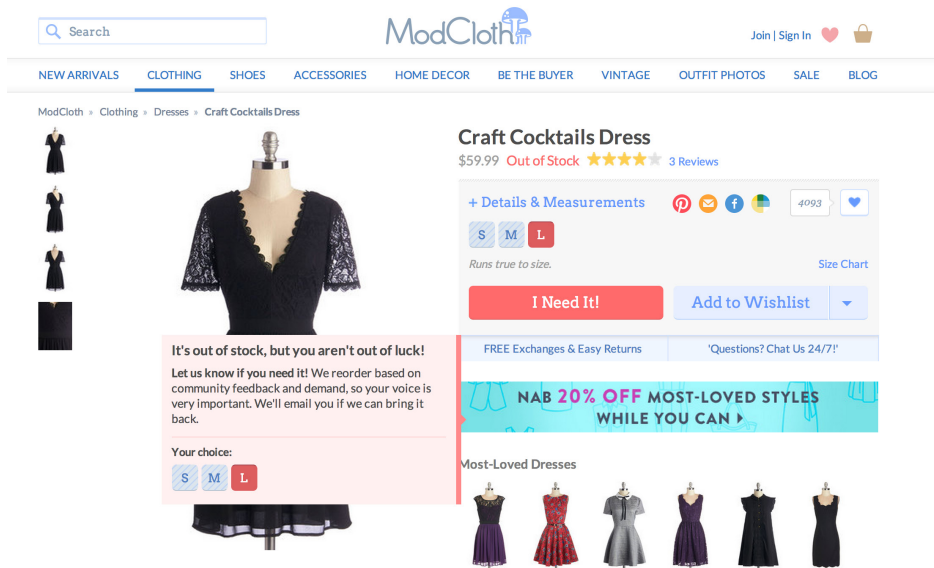 Search
ModCloth
Join | Sign In
NEW ARRIVALS
CLOTHING
SHOES
ACCESSORIES
HOME DECOR
BE THE BUYER
VINTAGE
OUTFIT PHOTOS
SALE
BLOG
ModCloth » Clothing » Dresses » Craft Cocktails Dress
Craft Cocktails Dress
$59.99 Out of Stock 3 Reviews
+ Details & Measurements
4093
S M L
Runs true to size.
Size Chart
I Need It!
Add to Wishlist
FREE Exchanges & Easy Returns
'Questions? Chat Us 24/7!'
It's out of stock, but you aren't out of luck!
Let us know if you need it! We reorder based on
community feedback and demand, so your voice is
very important. We'll email you if we can bring it
back.
Your choice:
S M L
NAB 20% OFF MOST-LOVED STYLES
WHILE YOU CAN
Most-Loved Dresses